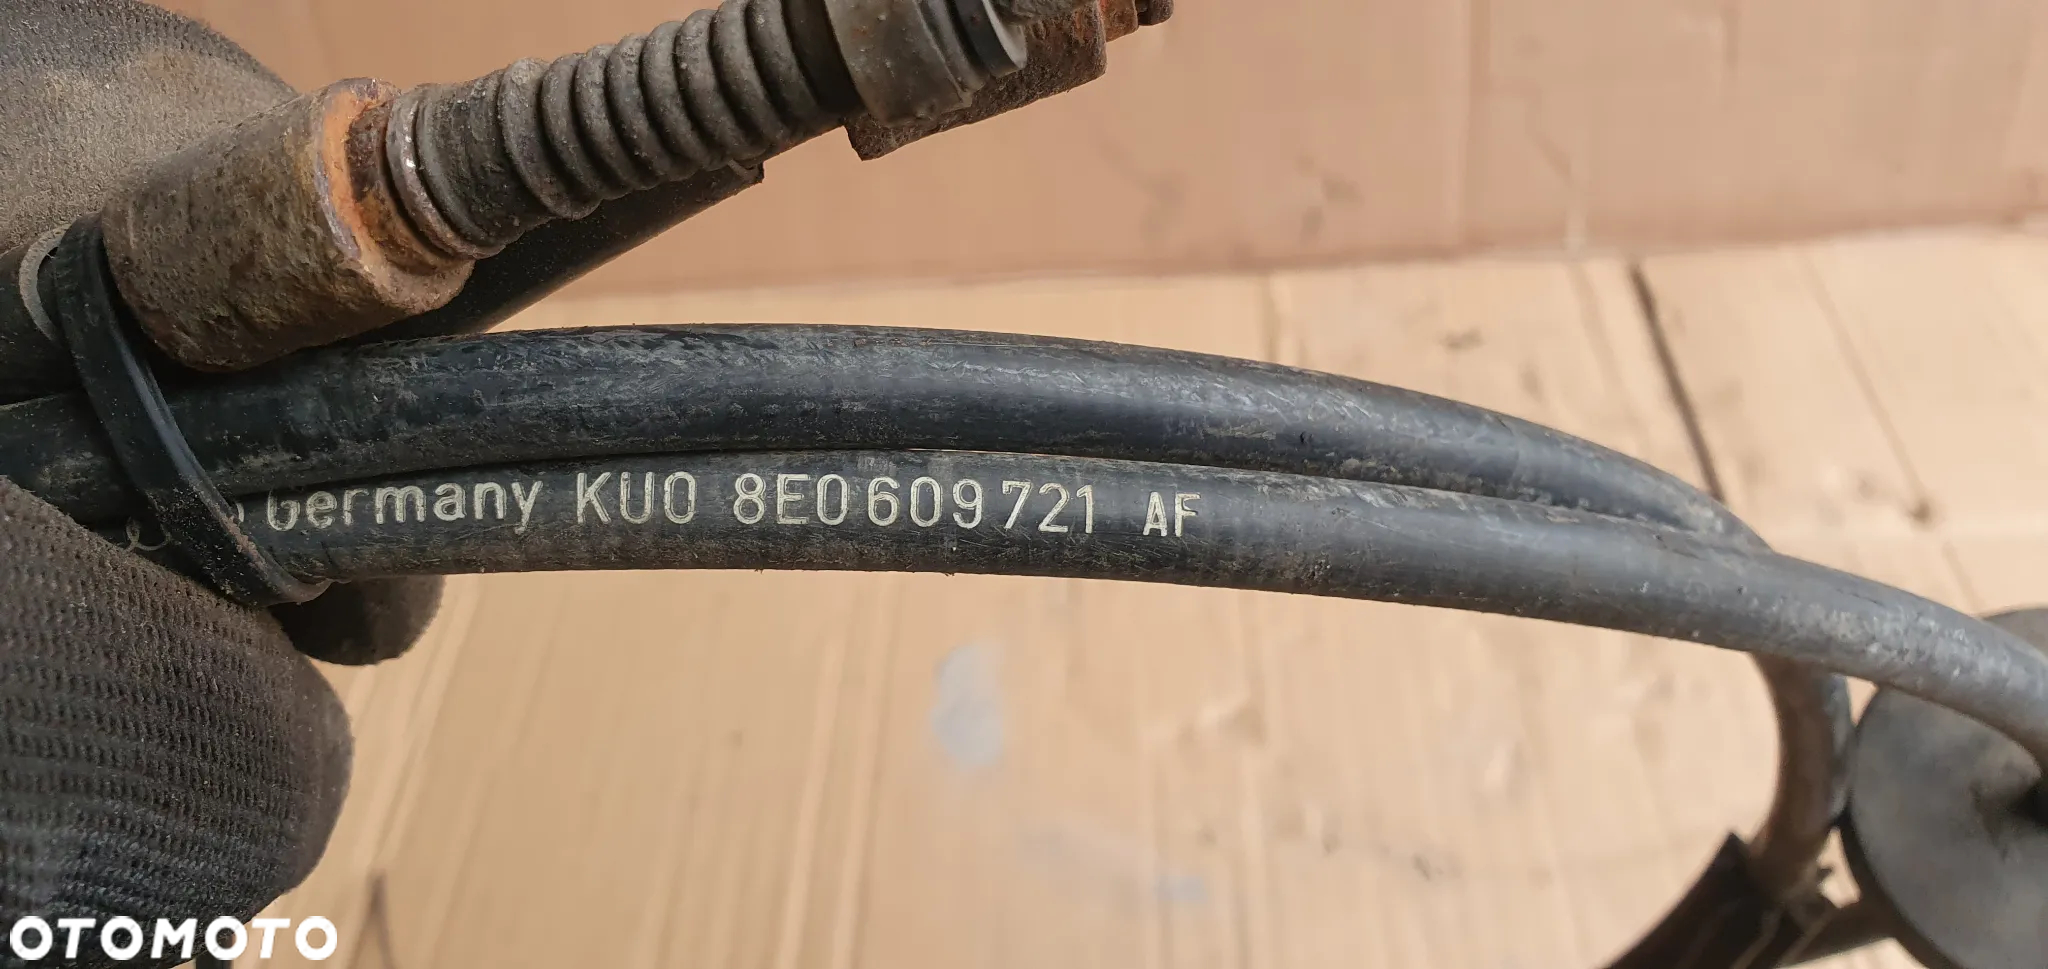 Germany KUO 8E0 609 721 AF
OTOMOTO